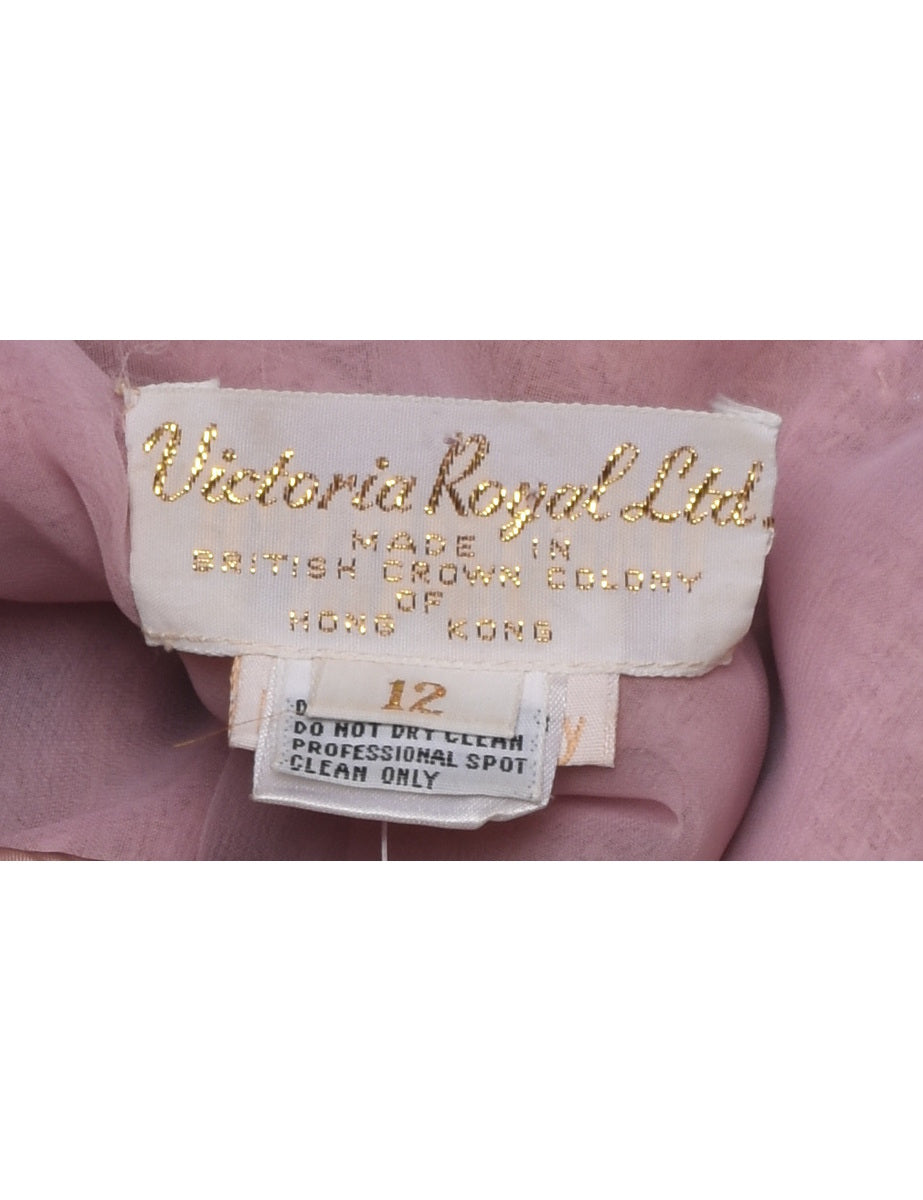 Victoria Royal Ltd.
MADE IN
BRITISH CROWN COLONY
OF
HONG KONG
12
DO NOT DRY CLEAN
PROFESSIONAL SPOT
CLEAN ONLY